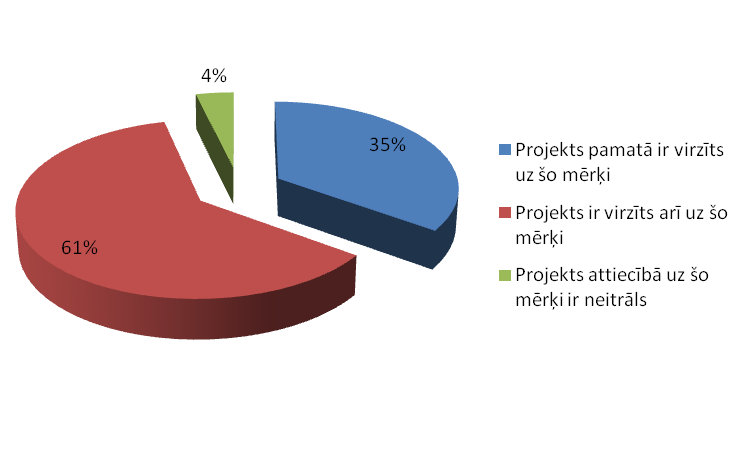 4%
35%
61%
Projekts pamatā ir virzīts
uz šo mērķi
Projekts ir virzīts arī uz šo
mērķi
Projekts attiecībā uz šo
mērķi ir neitrāls